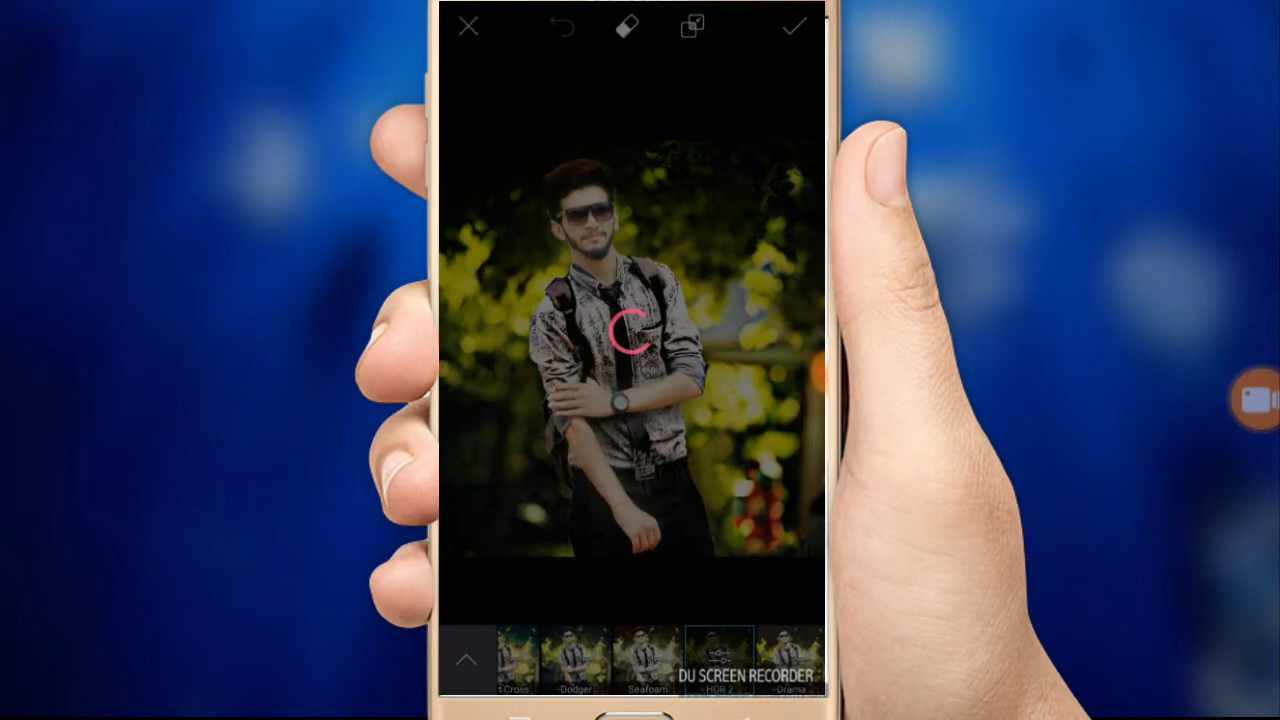 DU SCREEN RECORDER
t Cross
Dodger
Seafoam
HDR 2
Drama